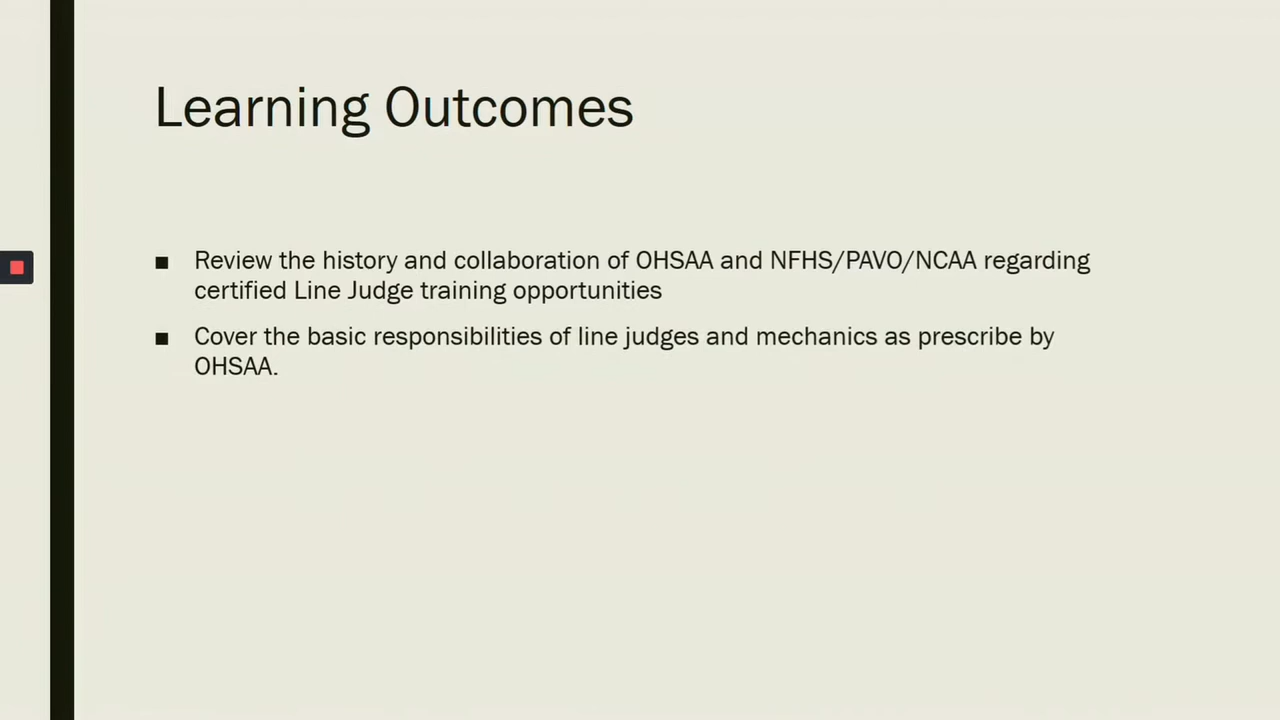 Learning Outcomes
■ Review the history and collaboration of OHSAA and NFHS/PAVO/NCAA regarding
certified Line Judge training opportunities
■ Cover the basic responsibilities of line judges and mechanics as prescribe by
OHSAA.